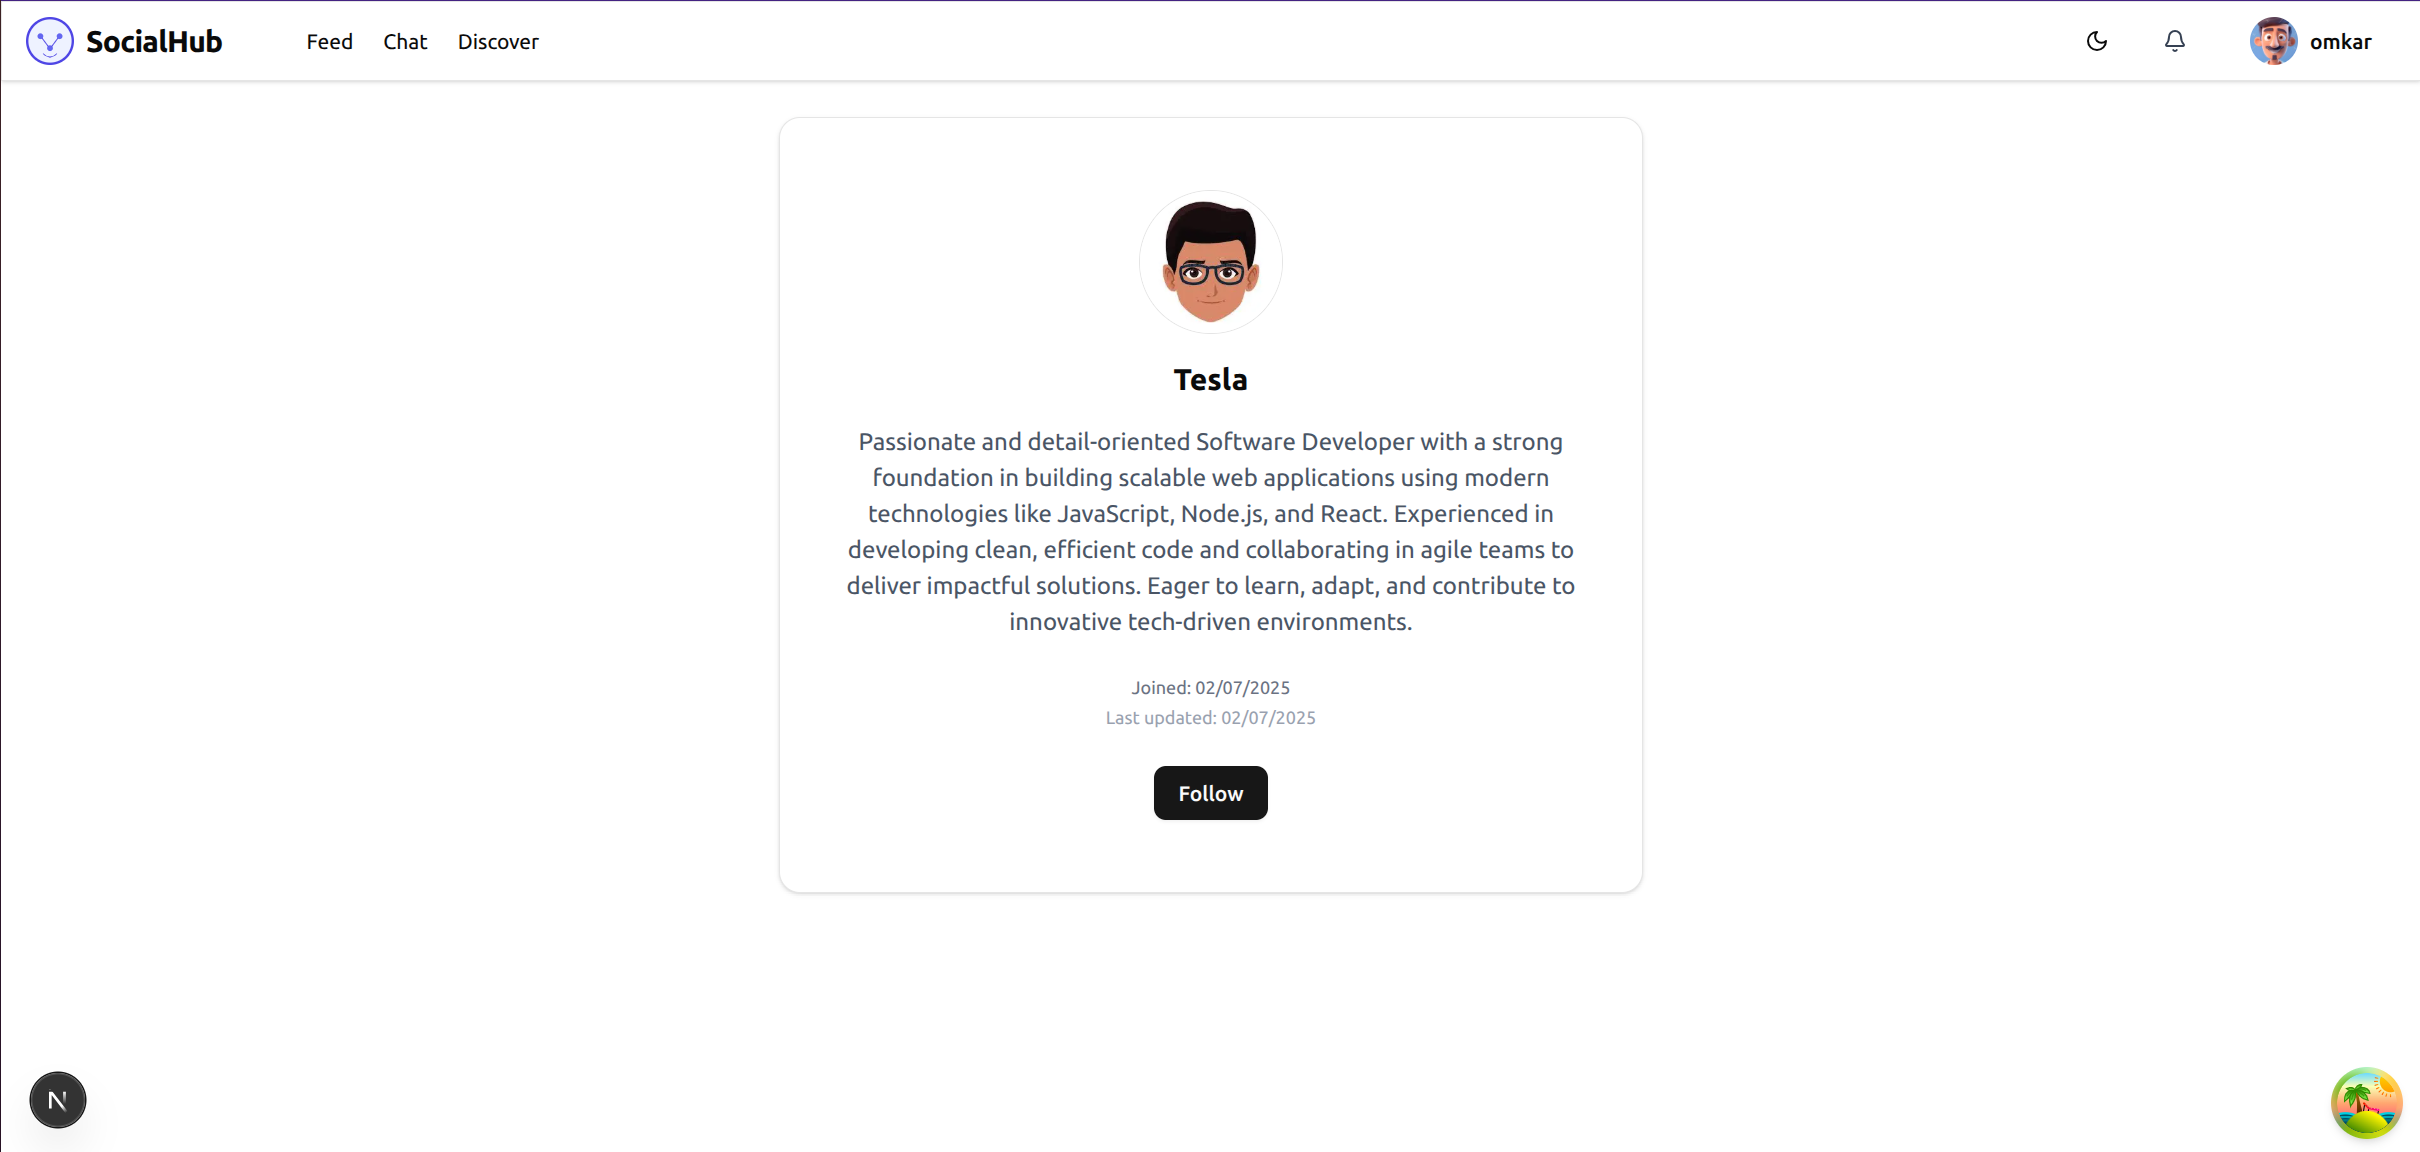 SocialHub
Feed Chat Discover
omkar
Tesla
Passionate and detail-oriented Software Developer with a strong
foundation in building scalable web applications using modern
technologies like JavaScript, Node.js, and React. Experienced in
developing clean, efficient code and collaborating in agile teams to
deliver impactful solutions. Eager to learn, adapt, and contribute to
innovative tech-driven environments.
Joined: 02/07/2025
Last updated: 02/07/2025
Follow
N